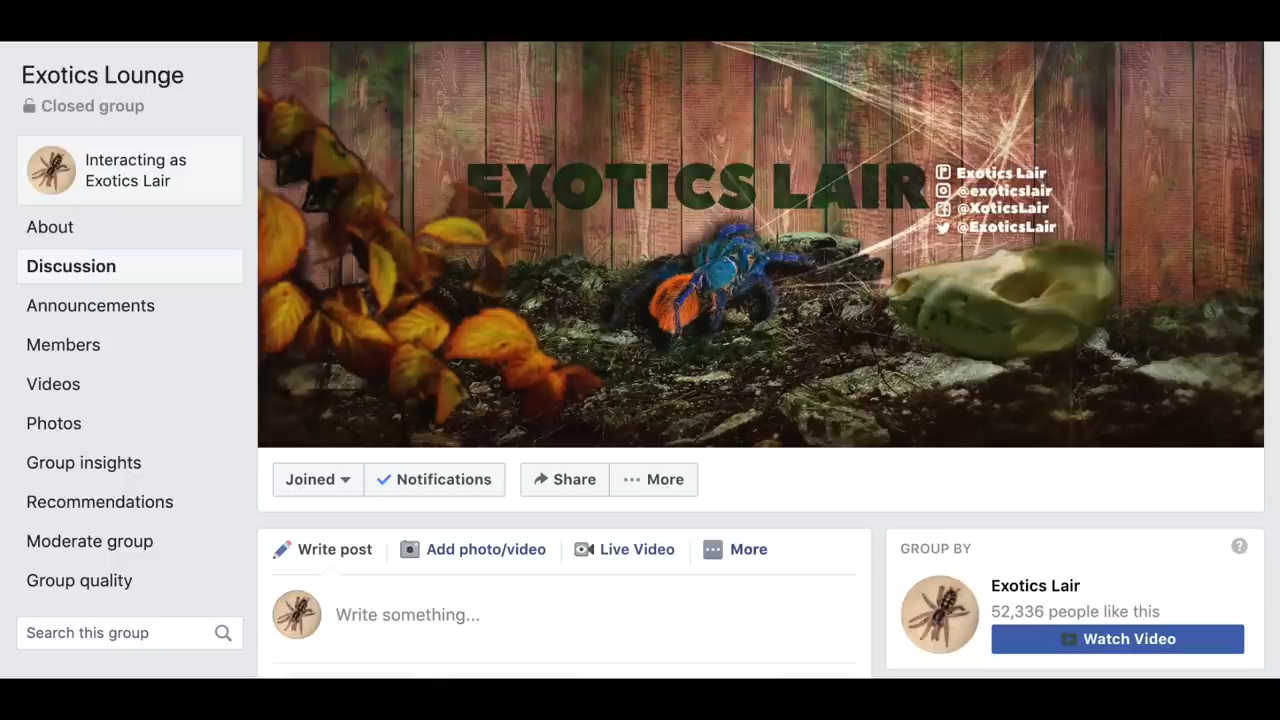 Exotics Lounge
Closed group
Interacting as
Exotics Lair
About
Discussion
Announcements
Members
Videos
Photos
Group insights
Recommendations
Moderate group
Group quality
Search this group
EXOTICS LAIR
Exotics Lair
@exoticslair
@XoticsLair
@ExoticsLair
Joined
Notifications
Share
More
Write post
Add photo/video
Live Video
More
Write something...
GROUP BY
?
Exotics Lair
52,336 people like this
Watch Video